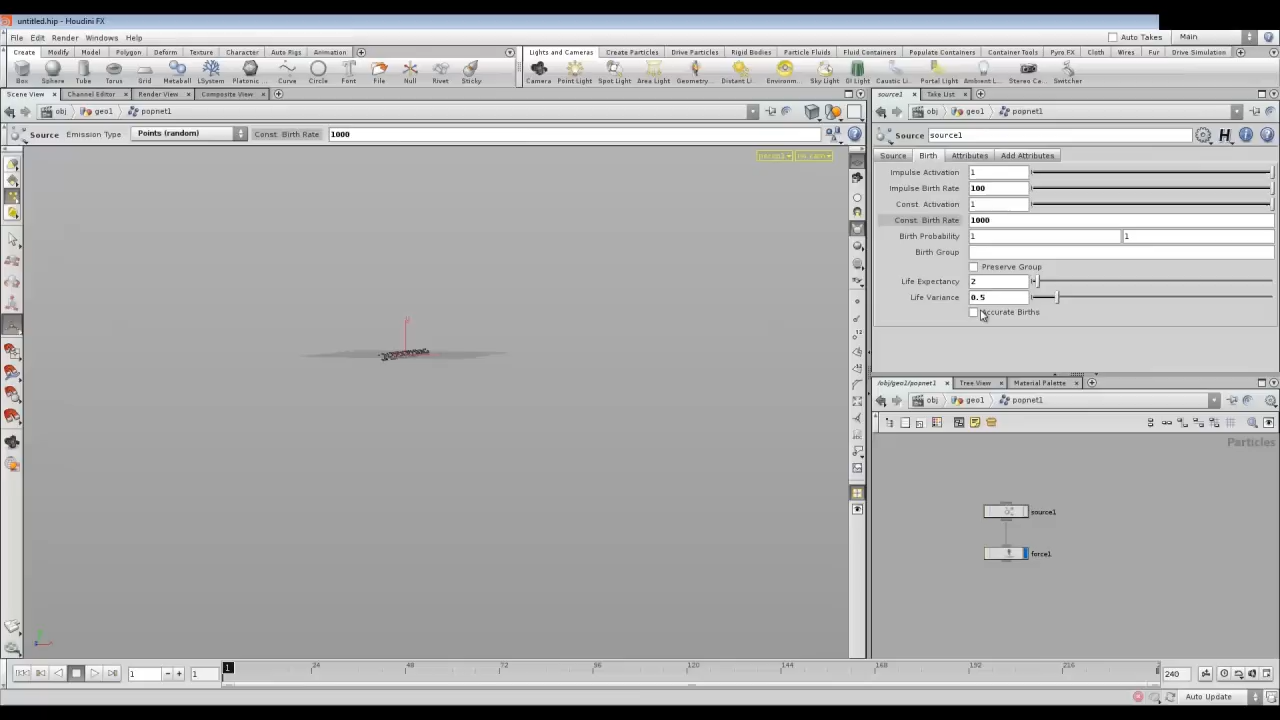 untitled.hip - Houdini FX
File Edit Render Windows Help Auto Takes Main
Create Modify Model Polygon Deform Texture Character Auto Rigs Animation Lights and Cameras Create Particles Drive Particles Rigid Bodies Particle Fluids Fluid Containers Populate Containers Container Tools Pyro FX Cloth Wires Fur Drive Simulation
Box Sphere Tube Torus Grid Metaball LSystem Platonic ... Curve Circle Font File Null Rivet Sticky Camera Point Light Spot Light Area Light Geometry... Distant Li... Environm... Sky Light GI Light Caustic Li... Portal Light Ambient L... Stereo Ca... Switcher
Scene View Channel Editor Render View Composite View source1 Take List
obj geo1 popnet1 obj geo1 popnet1
Source Emission Type Points (random) Const. Birth Rate 1000 Source source1
Source Birth Attributes Add Attributes
Impulse Activation 1
Impulse Birth Rate 100
Const. Activation 1
Const. Birth Rate 1000
Birth Probability 1 1
Birth Group
Preserve Group
Life Expectancy 2
Life Variance 0.5
Accurate Births
/obj/geo1/popnet1 Tree View Material Palette
obj geo1 popnet1
Particles
source1
force1
1 1 1 24 48 72 96 120 144 168 192 216 240
Auto Update